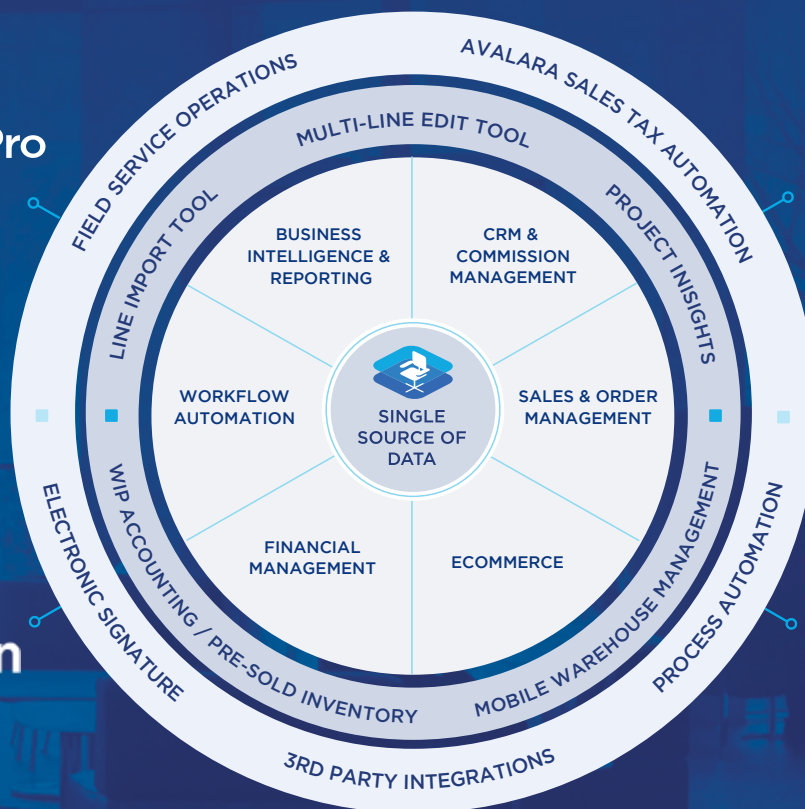 Pro
FIELD SERVICE OPERATIONS
AVALARA SALES TAX AUTOMATION
LINE IMPORT TOOL
MULTI-LINE EDIT TOOL
PROJECT INISIGHTS
BUSINESS
INTELLIGENCE &
REPORTING
CRM &
COMMISSION
MANAGEMENT
WORKFLOW
AUTOMATION
SINGLE
SOURCE OF
DATA
SALES & ORDER
MANAGEMENT
FINANCIAL
MANAGEMENT
ECOMMERCE
WIP ACCOUNTING / PRE-SOLD INVENTORY
MOBILE WAREHOUSE MANAGEMENT
ELECTRONIC SIGNATURE
3RD PARTY INTEGRATIONS
PROCESS AUTOMATION
n